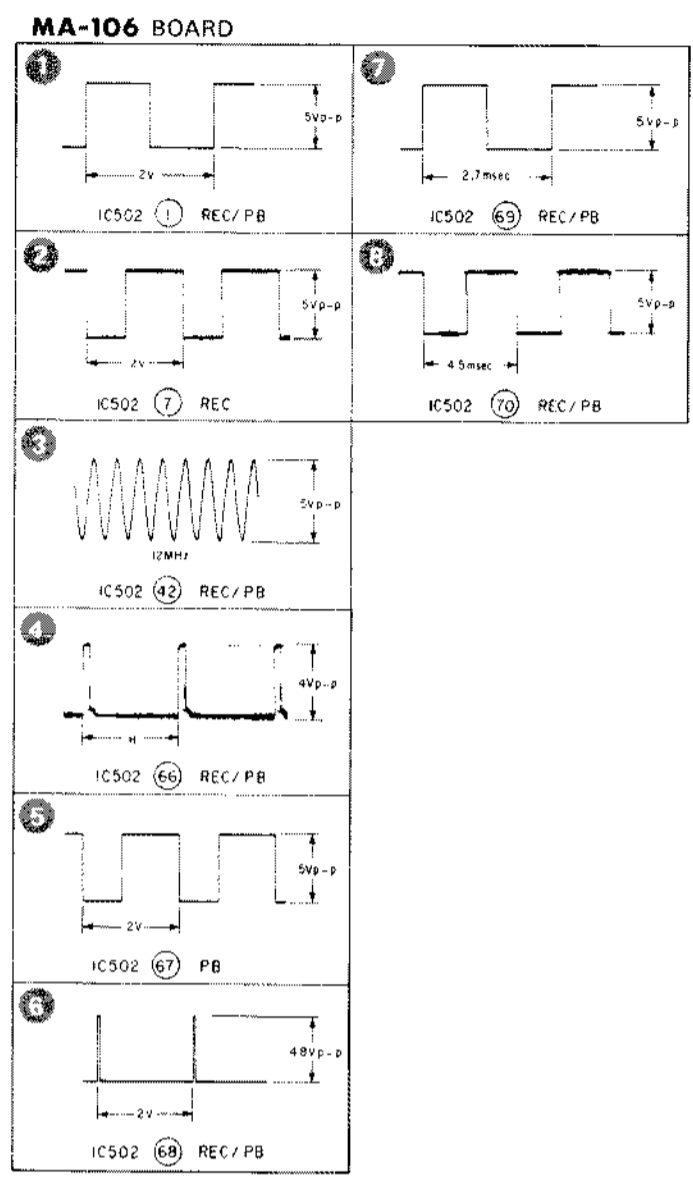 MA-106 BOARD
1
5Vp-p
2V
IC502 1 REC/PB
2
5Vp-p
2V
IC502 7 REC
3
5Vp-p
12MHz
IC502 42 REC/PB
4
4Vp-p
H
IC502 66 REC/PB
5
5Vp-p
2V
IC502 67 PB
6
48Vp-p
2V
IC502 68 REC/PB
7
5Vp-p
2.7msec
IC502 69 REC/PB
8
5Vp-p
4.5msec
IC502 70 REC/PB